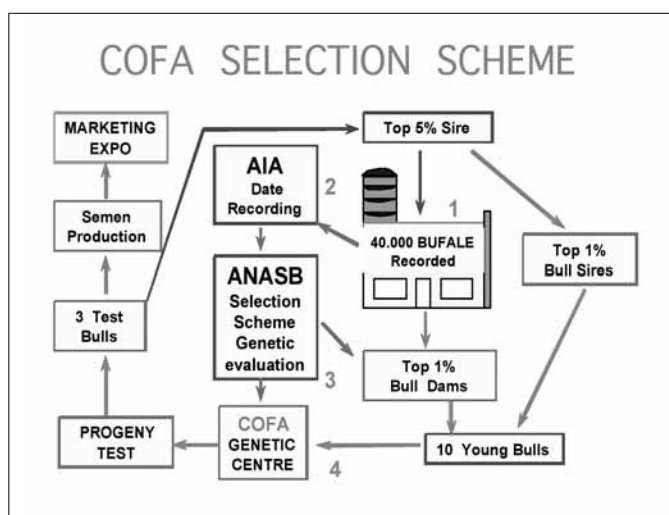 COFA SELECTION SCHEME
MARKETING
EXPO
Semen
Production
3 Test
Bulls
PROGENY
TEST
AIA
Date
Recording
2
ANASB
Selection
Scheme
Genetic
evaluation
3
COFA
GENETIC
CENTRE
4
Top 5% Sire
1
40.000 BUFALE
Recorded
Top 1%
Bull Dams
Top 1%
Bull Sires
10 Young Bulls